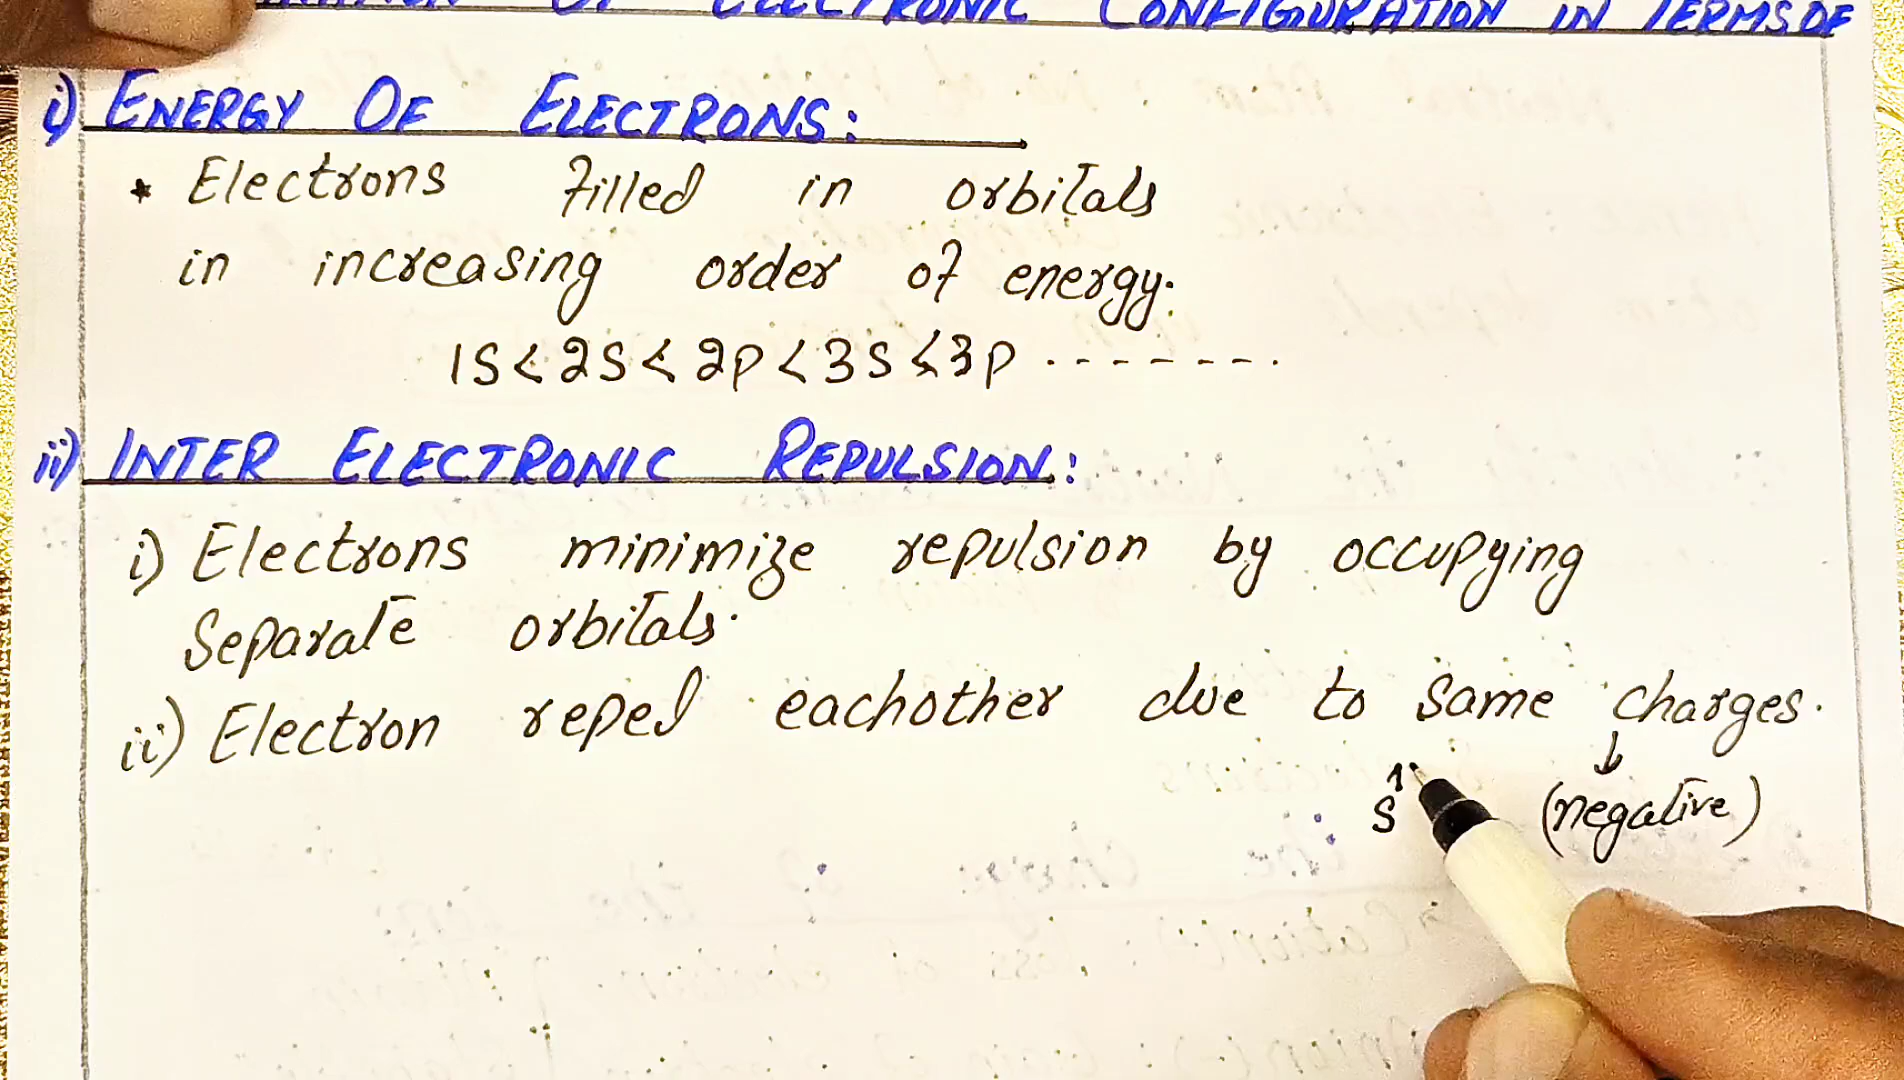 OF ELECTRONIC CONFIGURATION IN TERMS OF
i) ENERGY OF ELECTRONS:
* Electrons filled in orbitals
in increasing order of energy.
1s < 2s < 2p < 3s < 3p .-------.
ii) INTER ELECTRONIC REPULSION:
i) Electrons minimize repulsion by occupying
Separate orbitals.
ii) Electron repel eachother due to same charges.
↓
s¹ (negative)